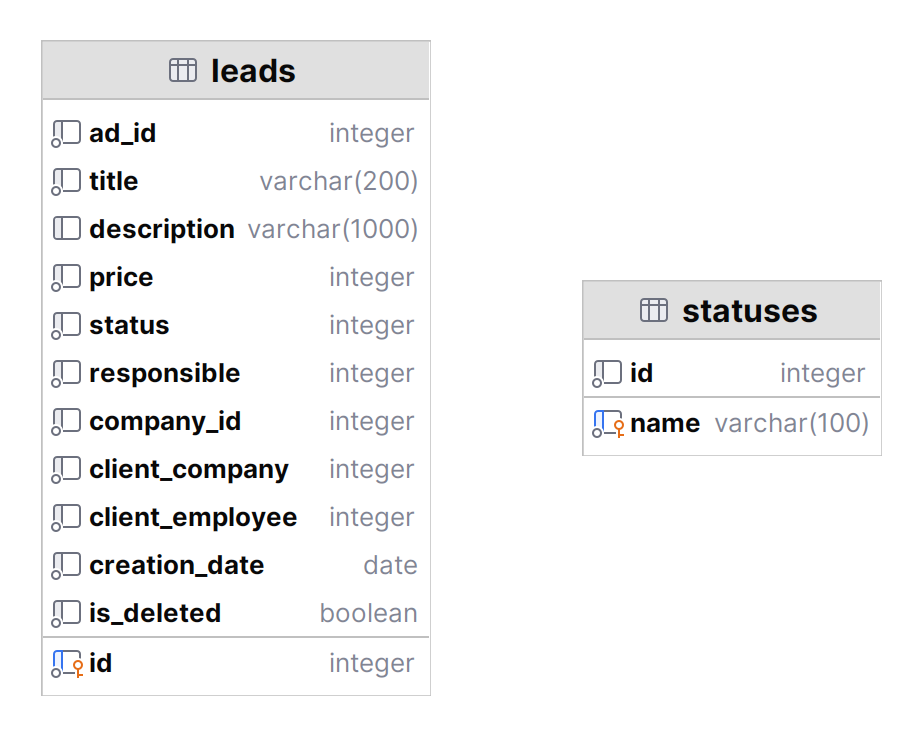 leads
ad_id integer
title varchar(200)
description varchar(1000)
price integer
status integer
responsible integer
company_id integer
client_company integer
client_employee integer
creation_date date
is_deleted boolean
id integer
statuses
id integer
name varchar(100)